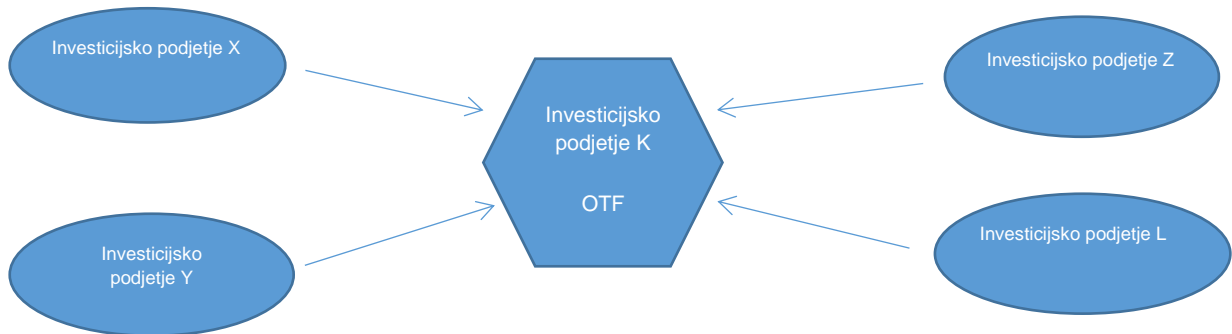 Investicijsko podjetje X
Investicijsko podjetje Z
Investicijsko
podjetje K
OTF
Investicijsko
podjetje Y
Investicijsko podjetje L